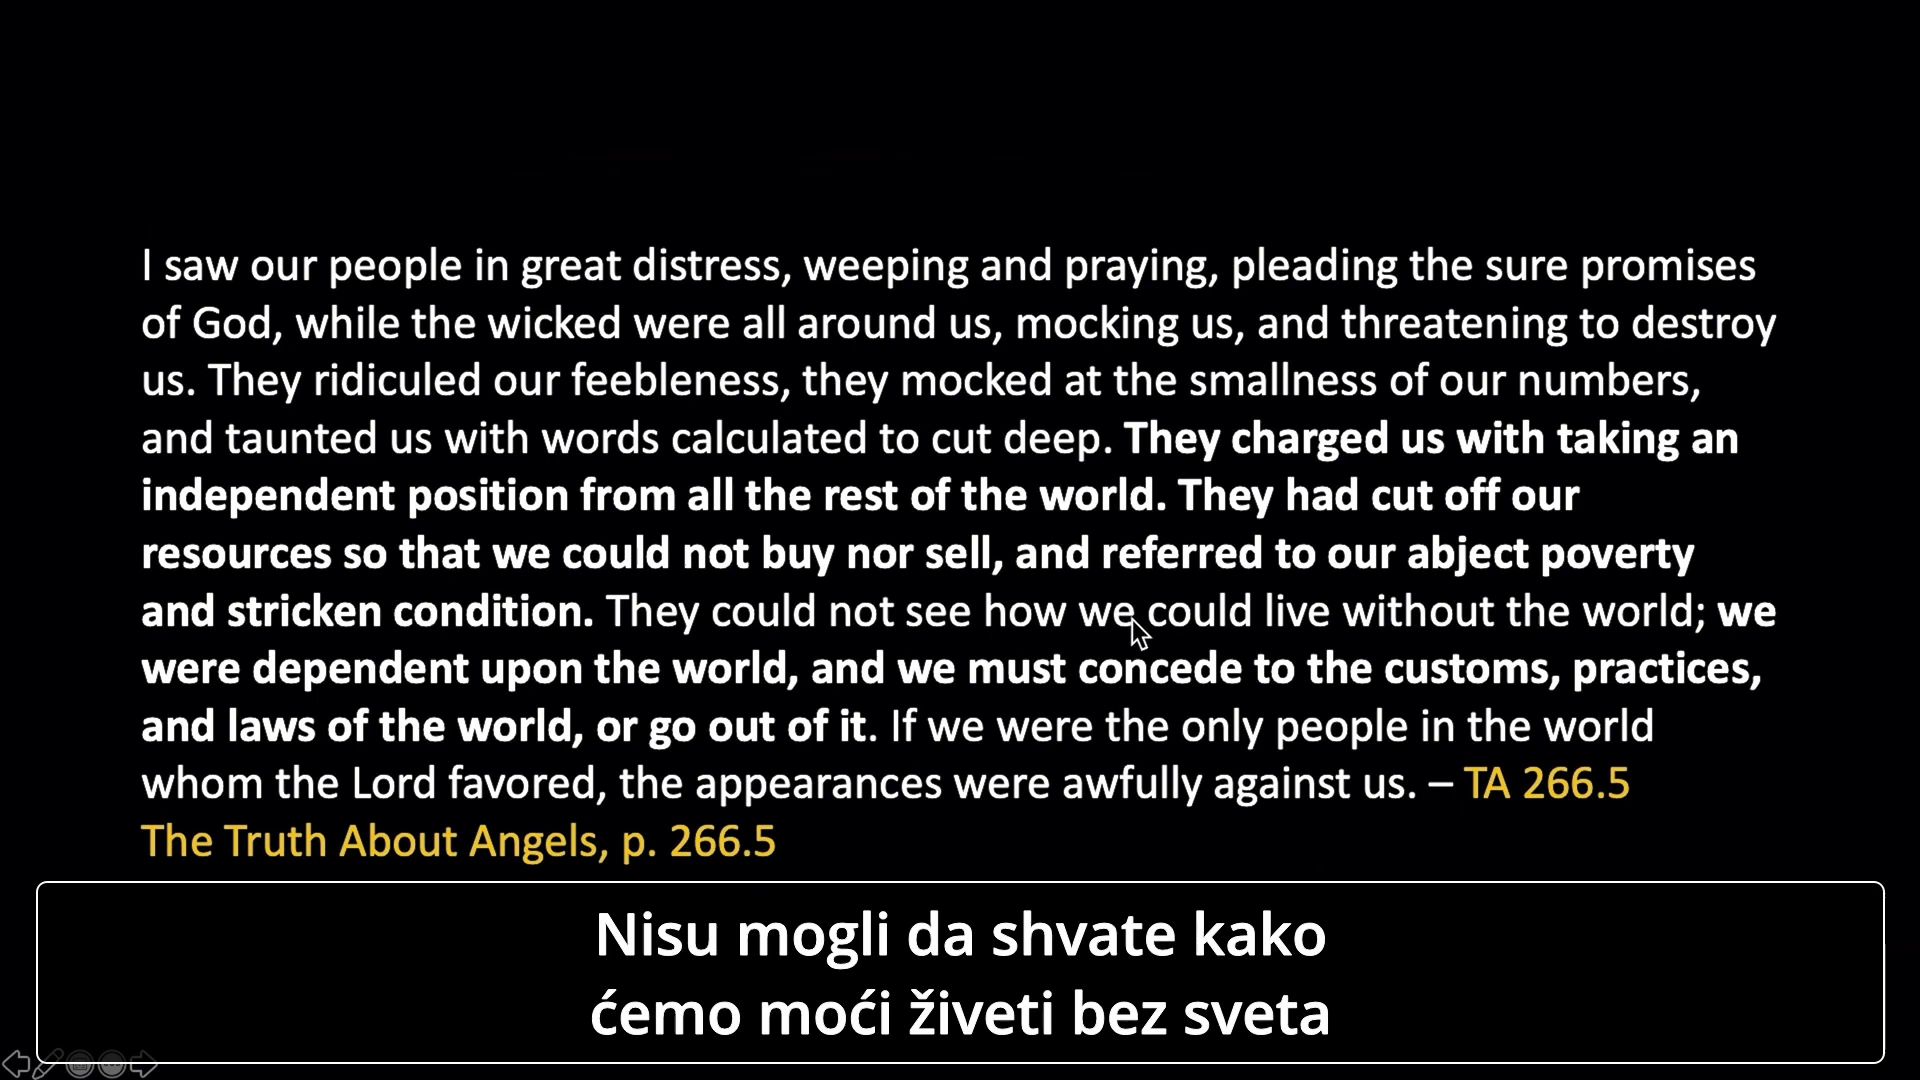 I saw our people in great distress, weeping and praying, pleading the sure promises
of God, while the wicked were all around us, mocking us, and threatening to destroy
us. They ridiculed our feebleness, they mocked at the smallness of our numbers,
and taunted us with words calculated to cut deep. They charged us with taking an
independent position from all the rest of the world. They had cut off our
resources so that we could not buy nor sell, and referred to our abject poverty
and stricken condition. They could not see how we could live without the world; we
were dependent upon the world, and we must concede to the customs, practices,
and laws of the world, or go out of it. If we were the only people in the world
whom the Lord favored, the appearances were awfully against us. – TA 266.5
The Truth About Angels, p. 266.5
Nisu mogli da shvate kako
ćemo moći živeti bez sveta